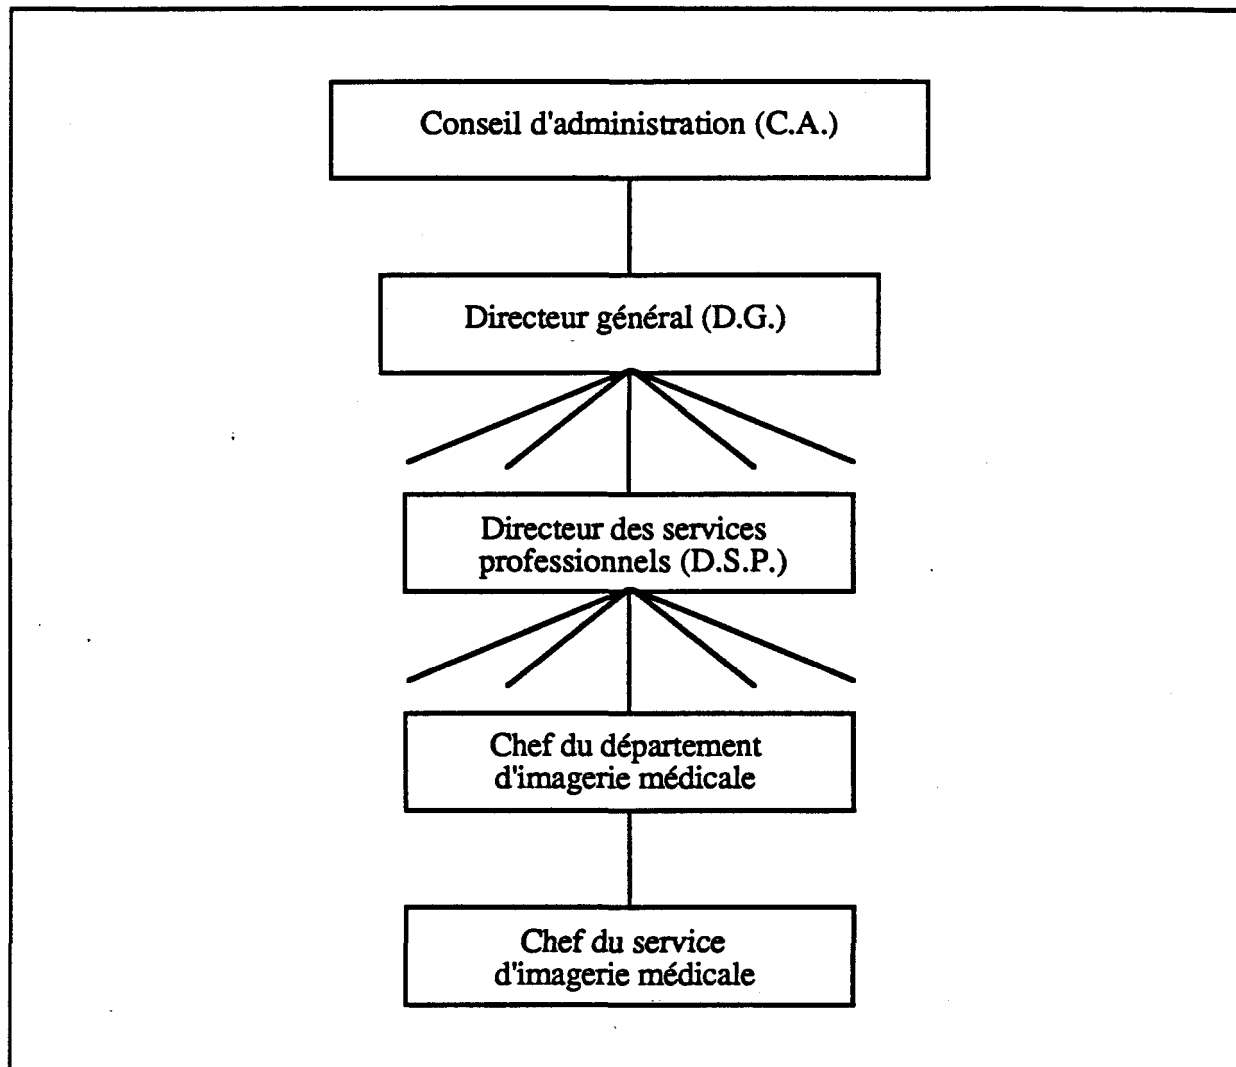 Conseil d'administration (C.A.)
Directeur général (D.G.)
Directeur des services
professionnels (D.S.P.)
Chef du département
d'imagerie médicale
Chef du service
d'imagerie médicale